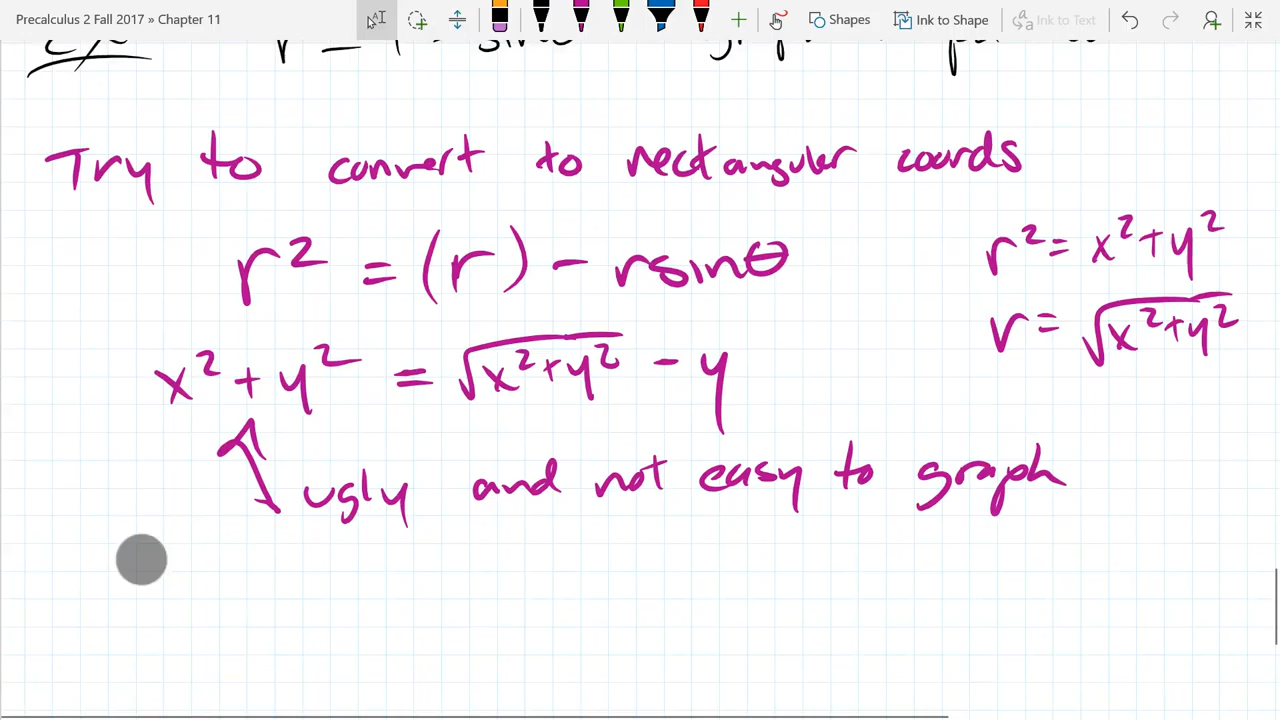 Precalculus 2 Fall 2017 » Chapter 11
Shapes
Ink to Shape
Ink to Text
Try to convert to rectangular coords
r² = (r) - rsinθ
r² = x² + y²
r = √(x² + y²)
x² + y² = √(x² + y²) - y
ugly and not easy to graph